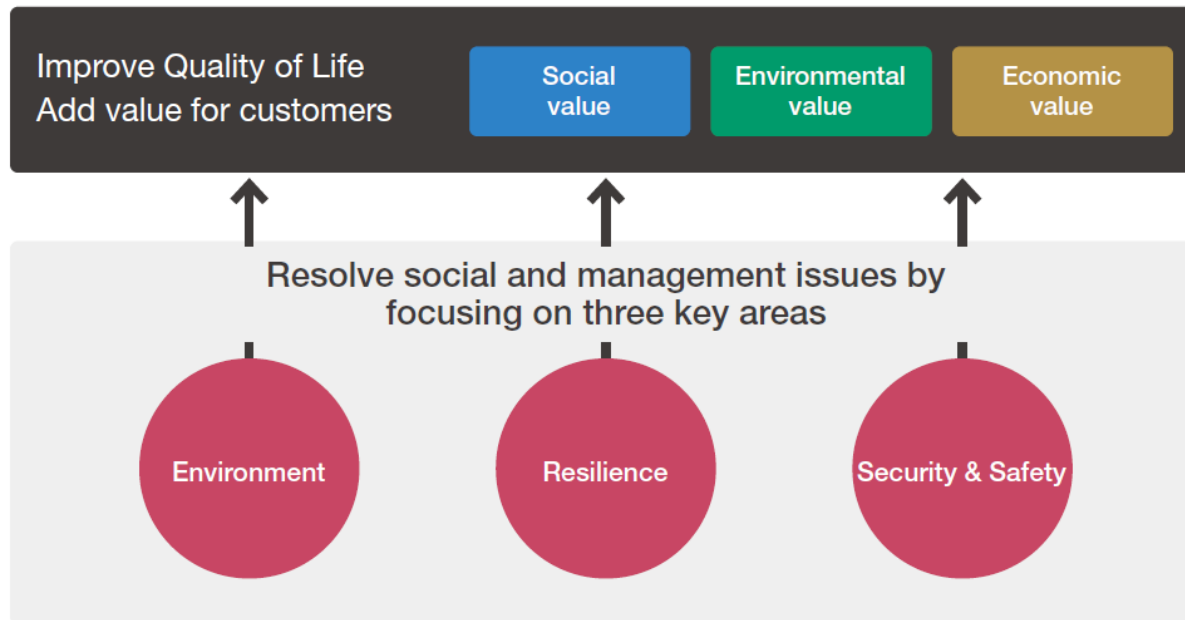 Improve Quality of Life
Add value for customers
Social
value
Environmental
value
Economic
value
Resolve social and management issues by
focusing on three key areas
Environment
Resilience
Security & Safety